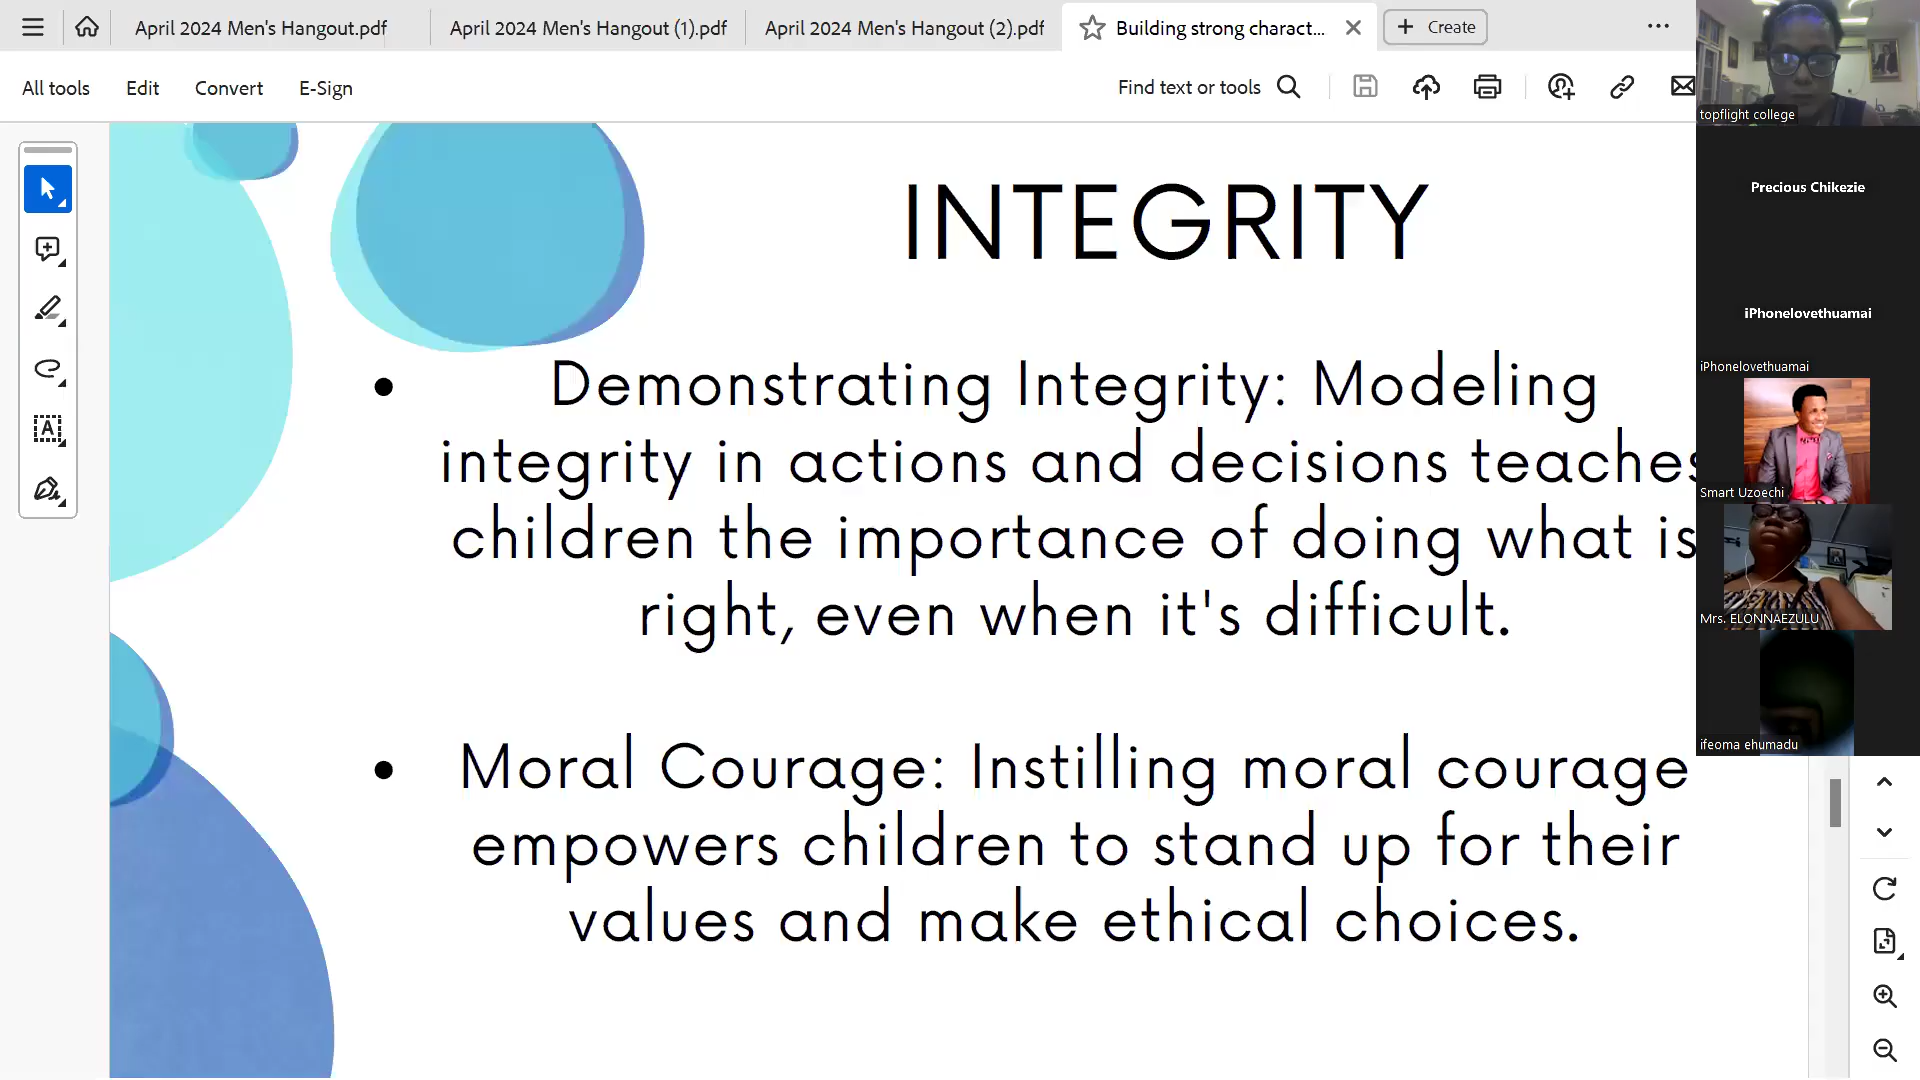 April 2024 Men's Hangout.pdf
April 2024 Men's Hangout (1).pdf
April 2024 Men's Hangout (2).pdf
Building strong charact...
Create
All tools
Edit
Convert
E-Sign
Find text or tools
INTEGRITY
• Demonstrating Integrity: Modeling
integrity in actions and decisions teaches
children the importance of doing what is
right, even when it's difficult.
• Moral Courage: Instilling moral courage
empowers children to stand up for their
values and make ethical choices.
topflight college
Precious Chikezie
iPhonelovethuamai
iPhonelovethuamai
Smart Uzoechi
Mrs. ELONNAEZULU
ifeoma ehumadu